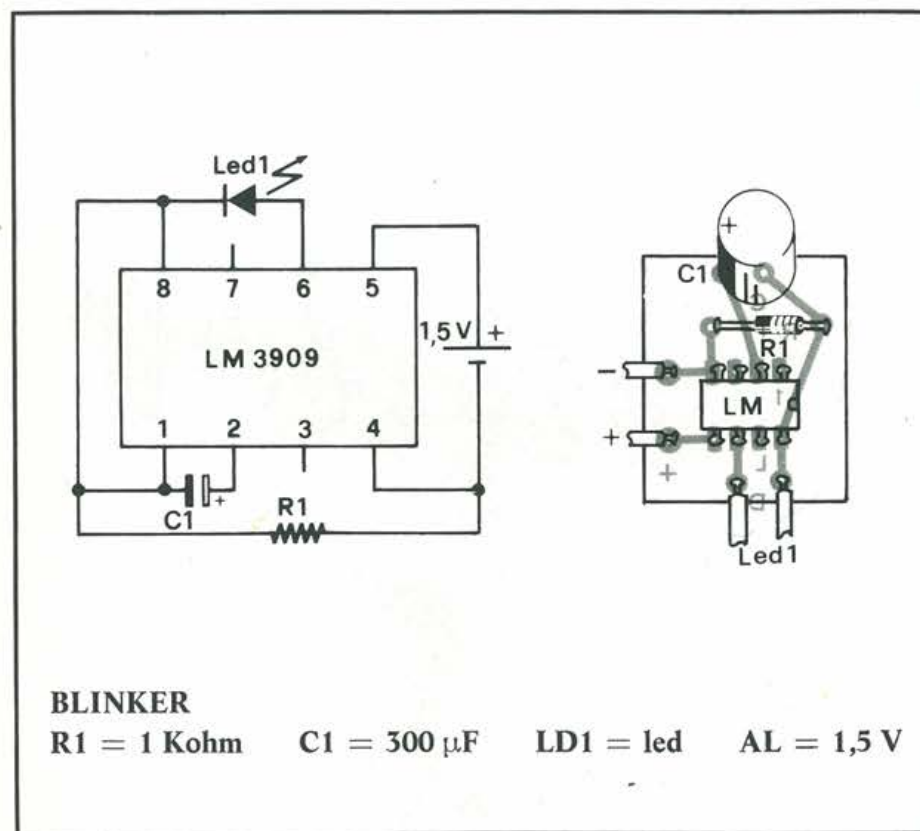 Led1
8 7 6 5
1,5 V +
LM 3909
1 2 3 4
+
C1
R1
+
C1
R1
–
LM
1
+
+
L
D
Led1
BLINKER
R1 = 1 Kohm C1 = 300 µF LD1 = led AL = 1,5 V